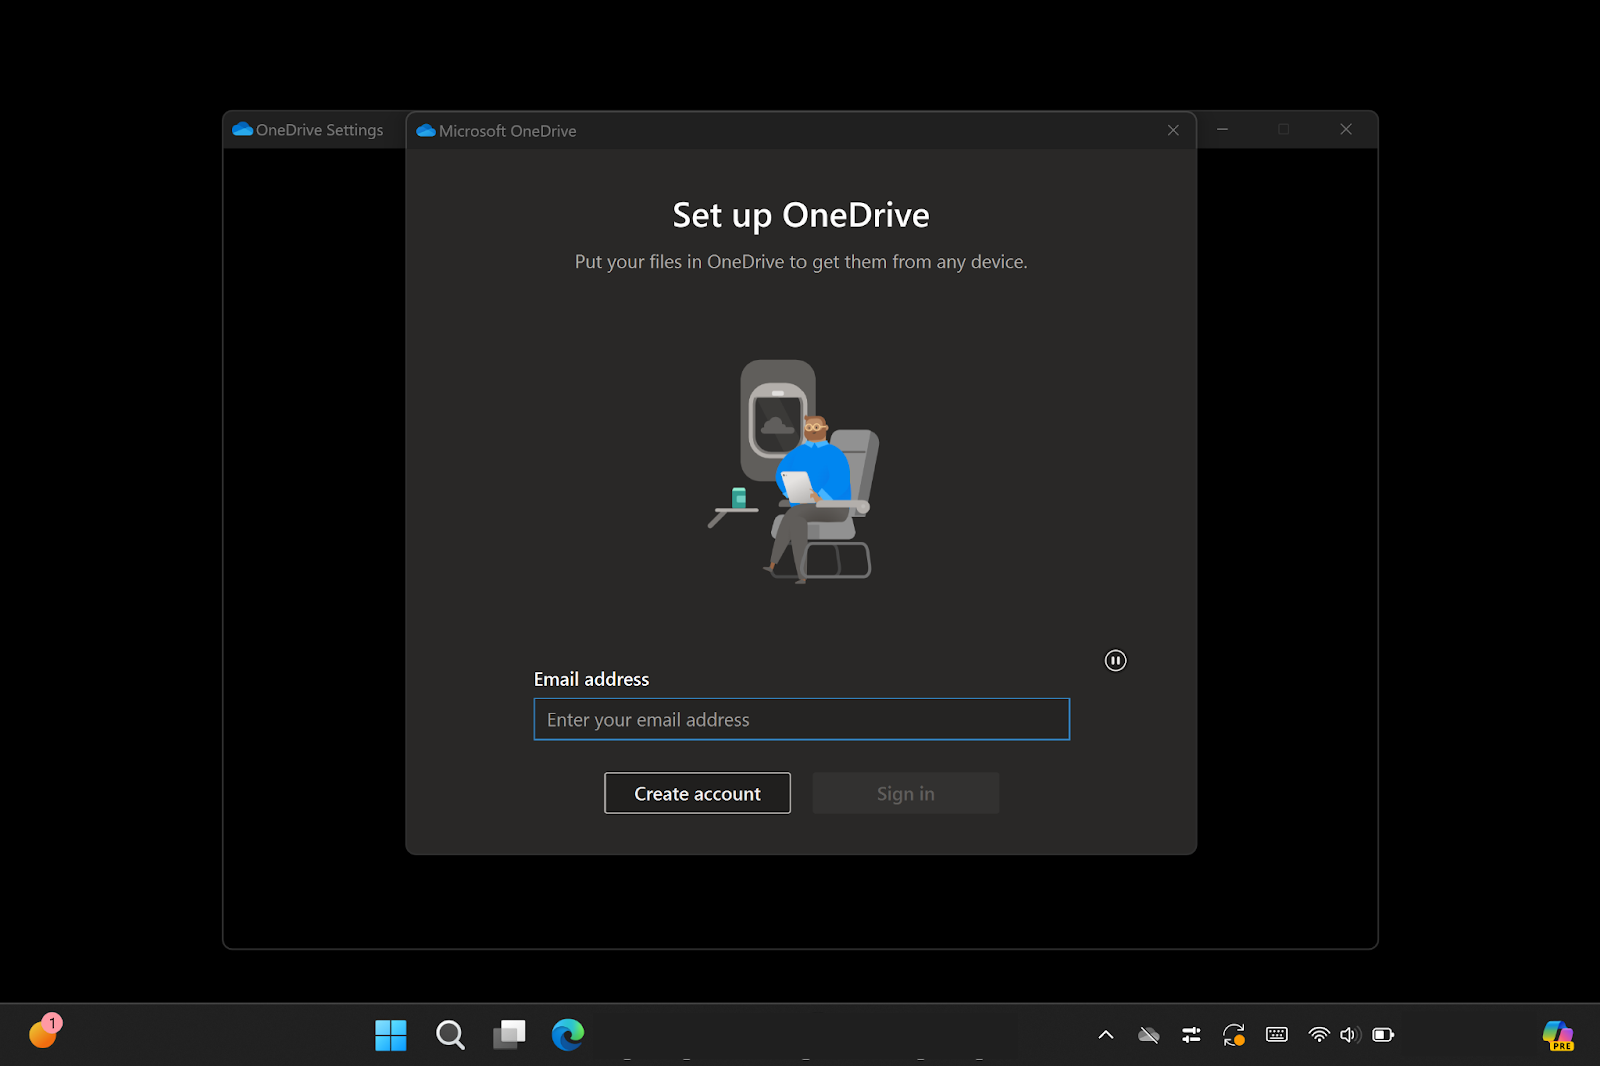 OneDrive Settings
Microsoft OneDrive
Set up OneDrive
Put your files in OneDrive to get them from any device.
Email address
Enter your email address
Create account
Sign in
1
PRE